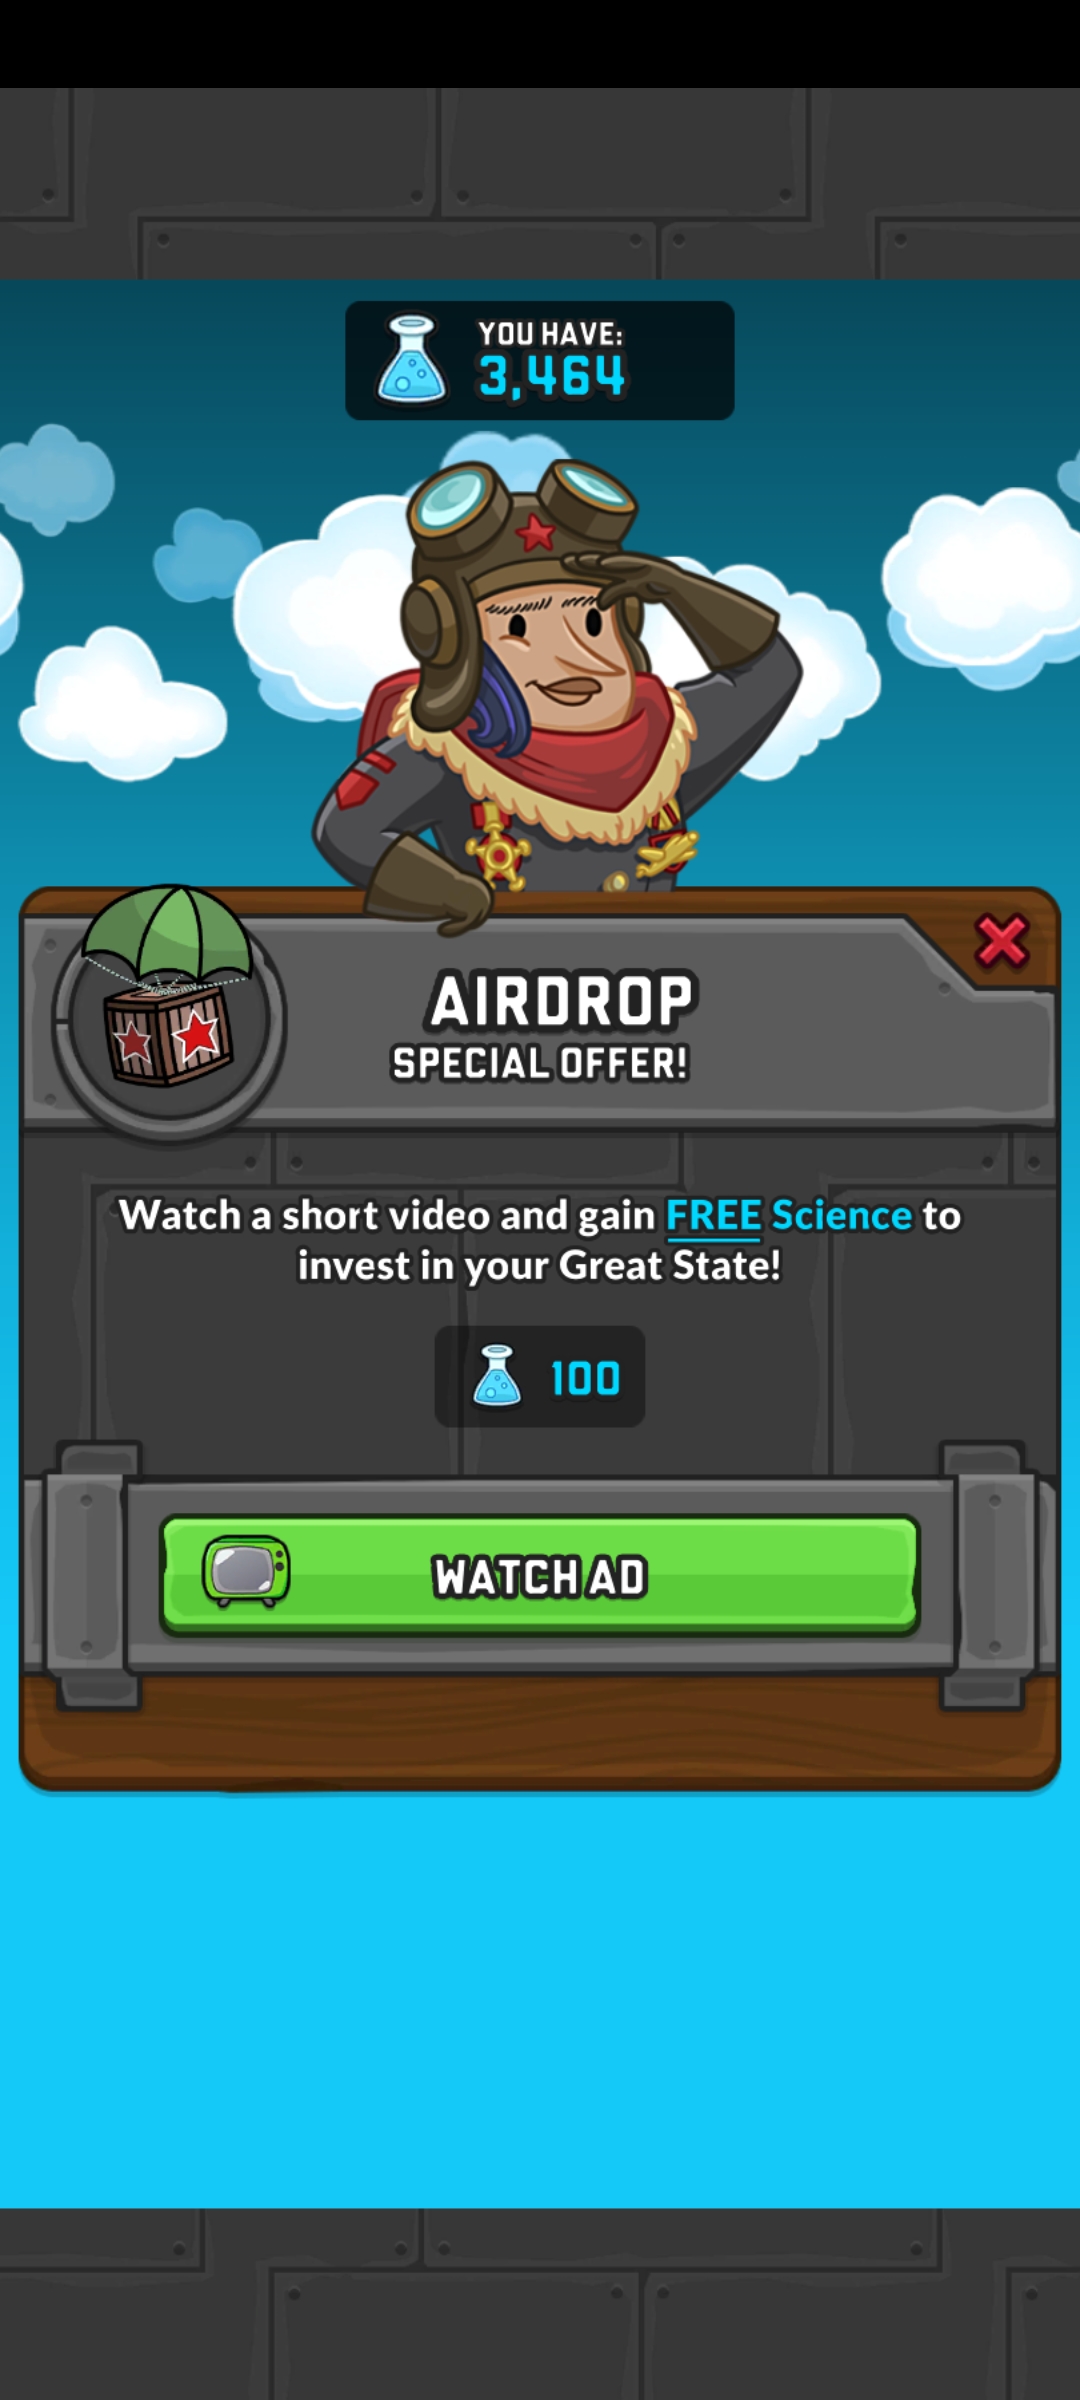 YOU HAVE:
3,464
AIRDROP
SPECIAL OFFER!
Watch a short video and gain FREE Science to
invest in your Great State!
100
WATCH AD